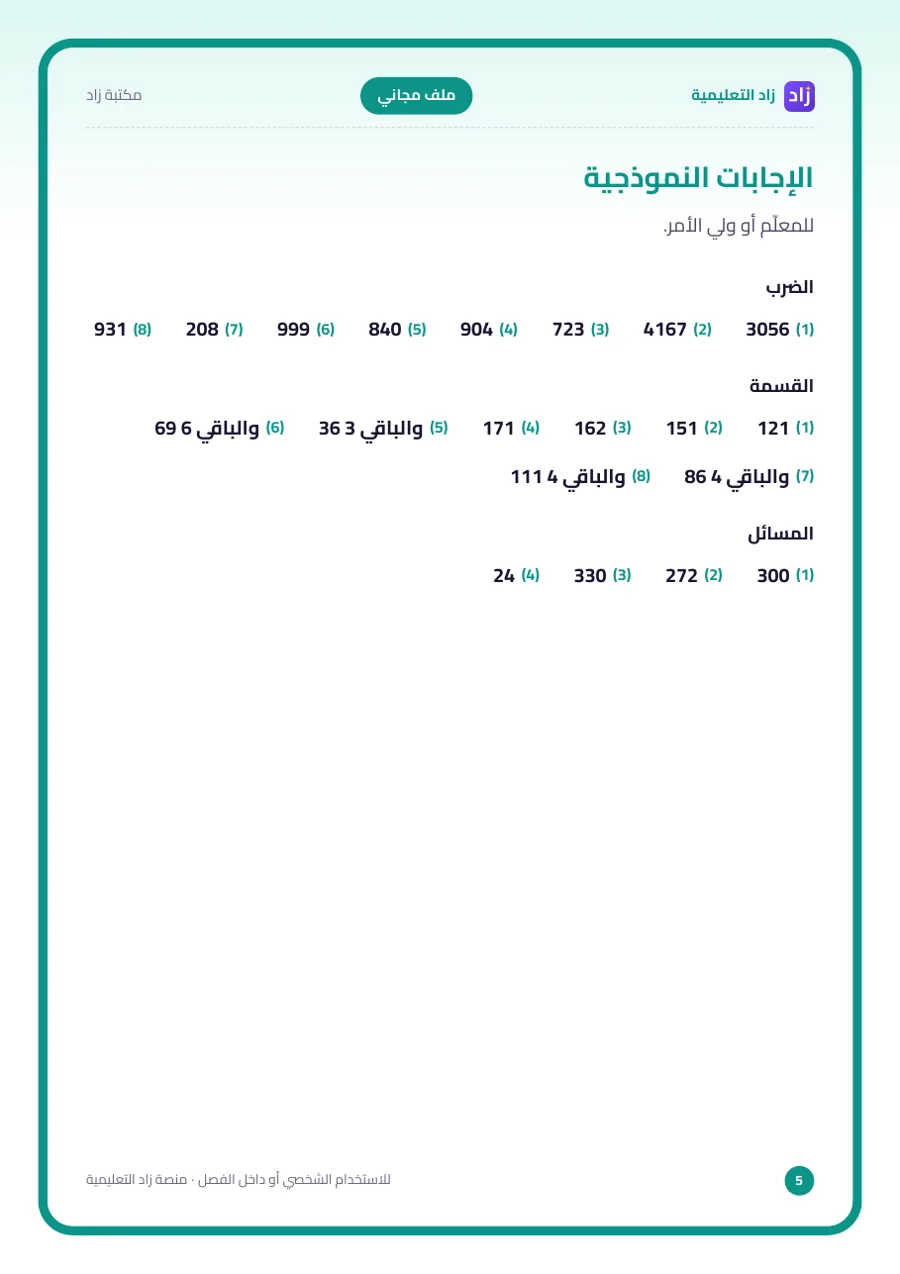 زاد زاد التعليمية ملف مجاني مكتبة زاد
الإجابات النموذجية
للمعلّم أو ولي الأمر.
الضرب
(1) 3056 (2) 4167 (3) 723 (4) 904 (5) 840 (6) 999 (7) 208 (8) 931
القسمة
(1) 121 (2) 151 (3) 162 (4) 171 (5) والباقي 3 36 (6) والباقي 6 69
(7) والباقي 4 86 (8) والباقي 4 111
المسائل
(1) 300 (2) 272 (3) 330 (4) 24
5 للاستخدام الشخصي أو داخل الفصل · منصة زاد التعليمية